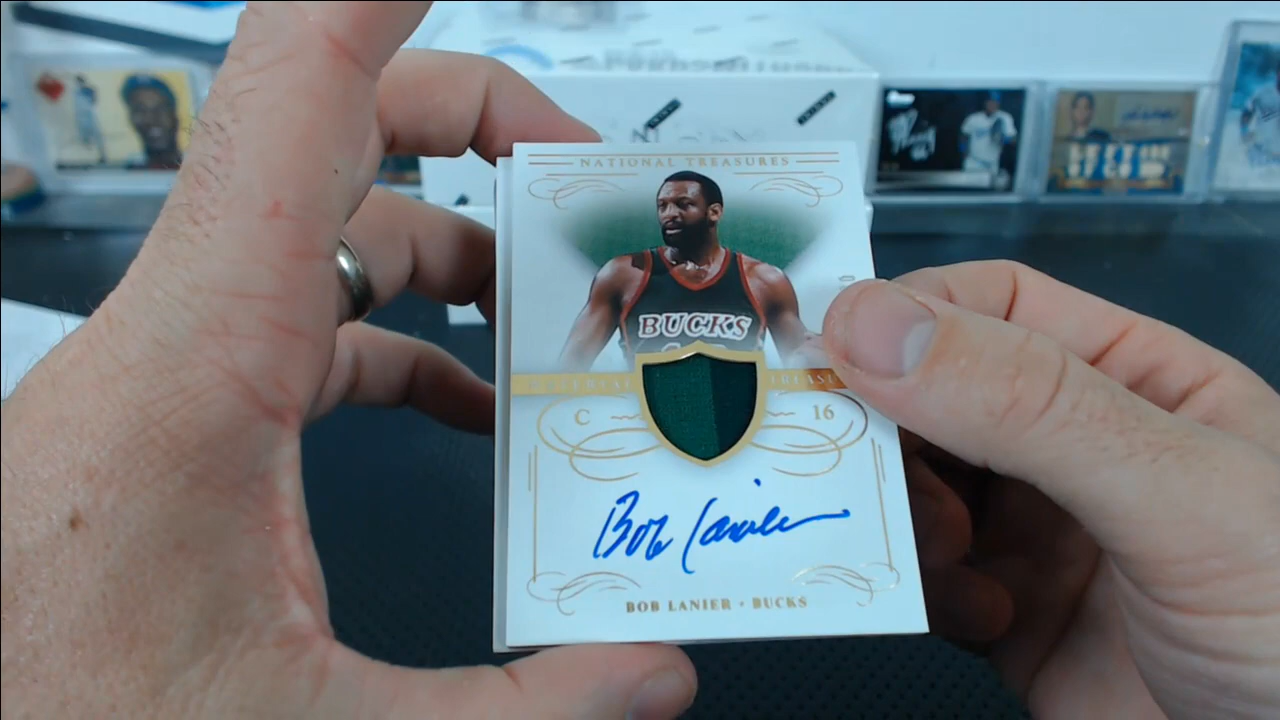 NATIONAL TREASURES
BUCKS
C 16
Bob Lanier
BOB LANIER • BUCKS